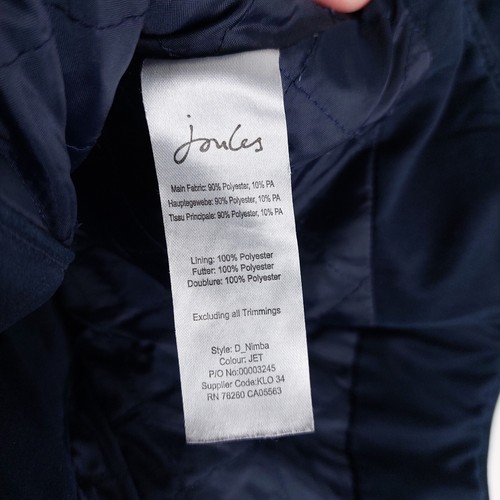 Joules
Main Fabric: 90% Polyester, 10% PA
Hauptegewebe: 90% Polyester, 10% PA
Tissu Principale: 90% Polyester, 10% PA
Lining: 100% Polyester
Futter: 100% Polyester
Doublure: 100% Polyester
Excluding all Trimmings
Style: D_Nimba
Colour: JET
P/O No:00003245
Supplier Code:KLO 34
RN 76260 CA05563